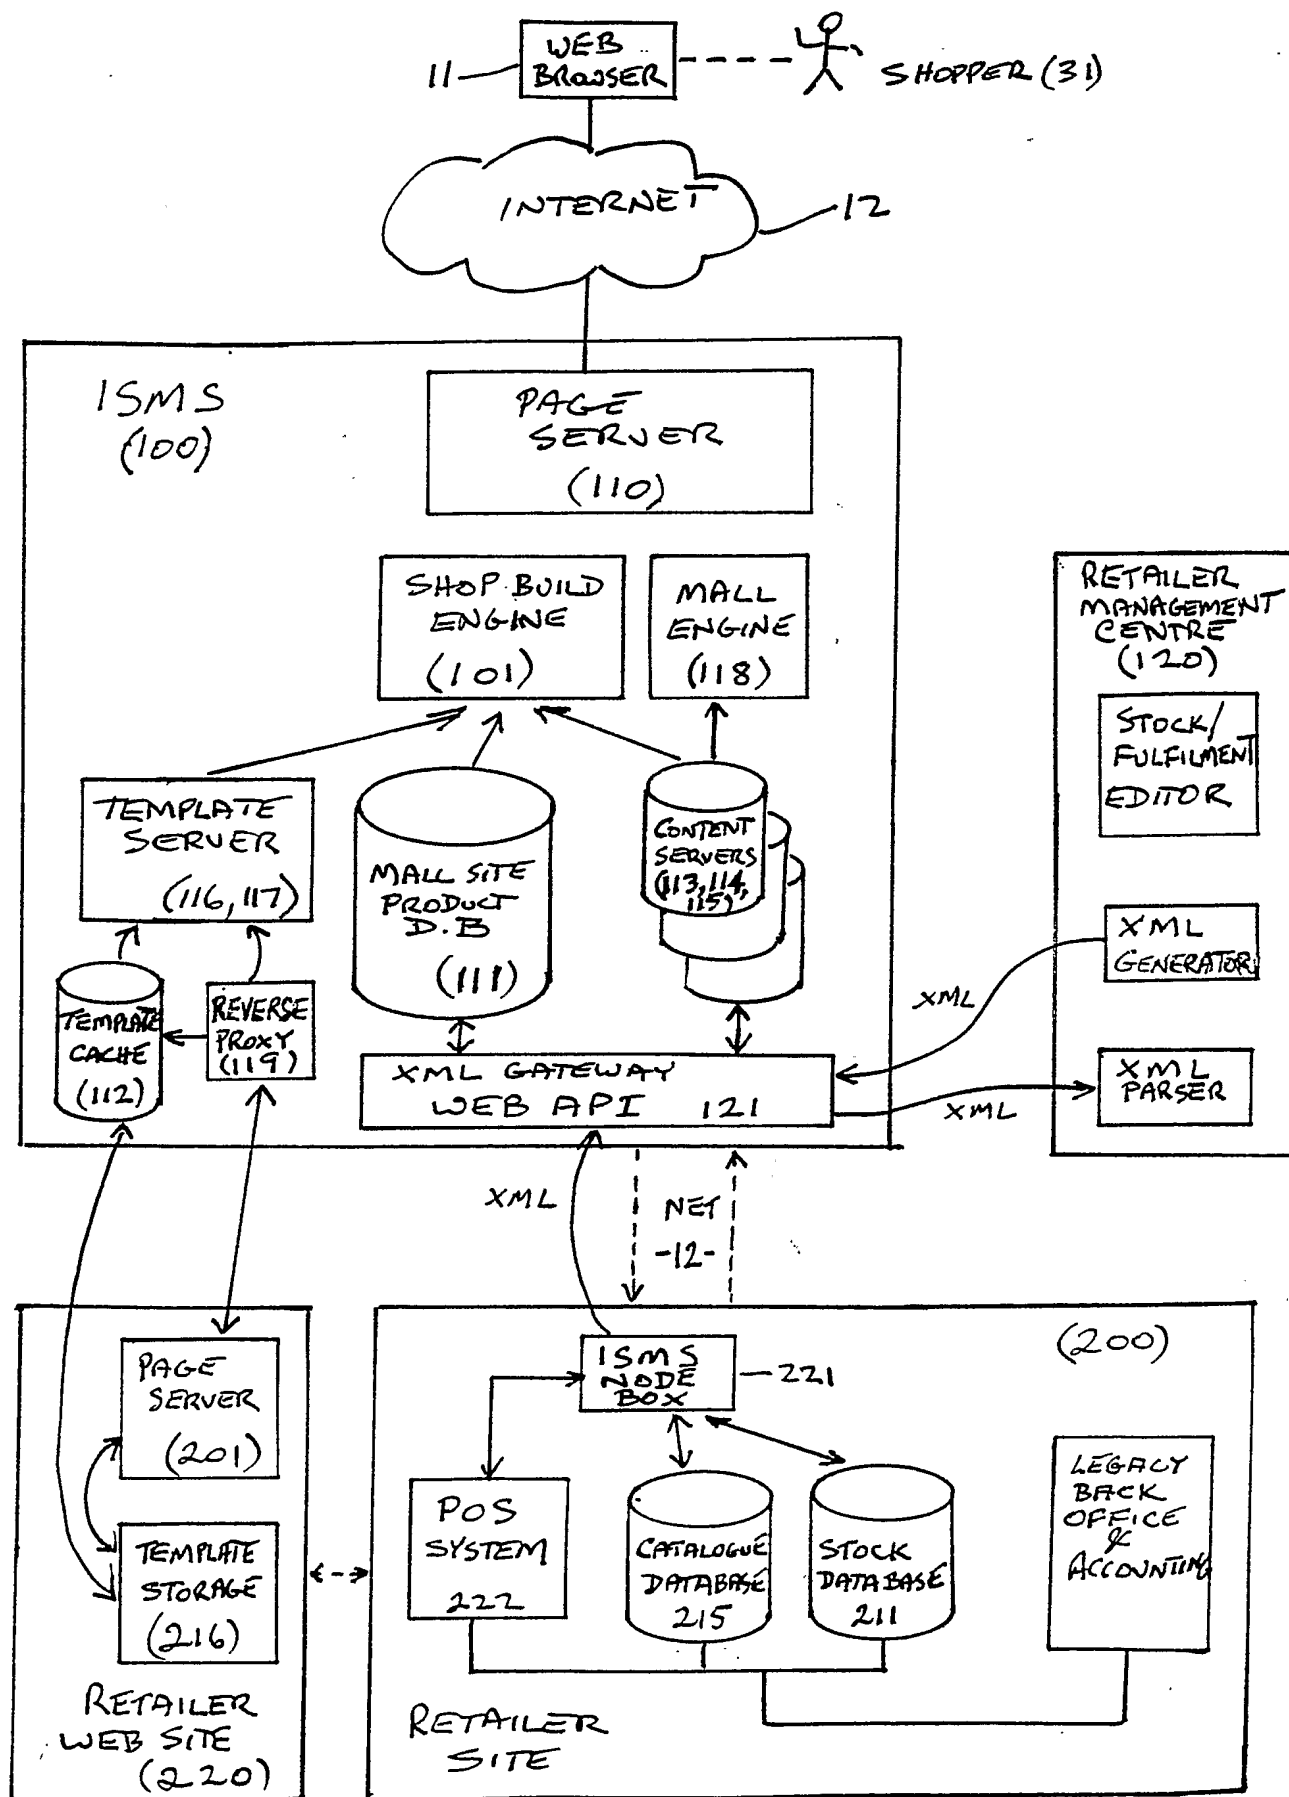 WEB
BROWSER
11
SHOPPER (31)
INTERNET
12
ISMS
(100)
PAGE
SERVER
(110)
SHOP BUILD
ENGINE
(101)
MALL
ENGINE
(118)
RETAILER
MANAGEMENT
CENTRE
(120)
STOCK/
FULFILMENT
EDITOR
XML
GENERATOR
XML
PARSER
TEMPLATE
SERVER
(116,117)
MALL SITE
PRODUCT
D.B
(111)
CONTENT
SERVERS
(113,114,
115)
TEMPLATE
CACHE
(112)
REVERSE
PROXY
(119)
XML GATEWAY
WEB API 121
XML
XML
XML
NET
-12-
PAGE
SERVER
(201)
TEMPLATE
STORAGE
(216)
RETAILER
WEB SITE
(220)
(200)
ISMS
NODE
BOX
221
POS
SYSTEM
222
CATALOGUE
DATABASE
215
STOCK
DATABASE
211
LEGACY
BACK
OFFICE
&
ACCOUNTING
RETAILER
SITE